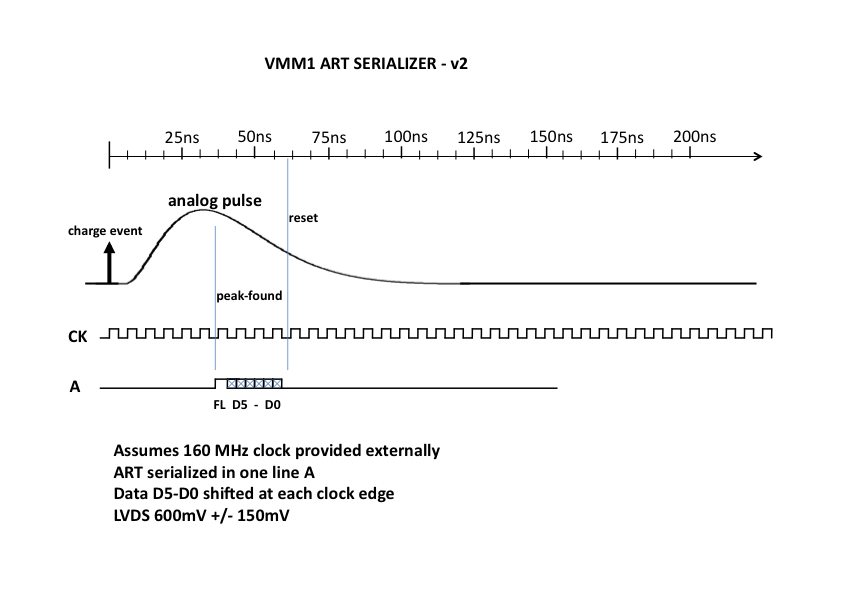 VMM1 ART SERIALIZER - v2
25ns 50ns 75ns 100ns 125ns 150ns 175ns 200ns
analog pulse
reset
charge event
peak-found
CK
A
FL D5 - D0
Assumes 160 MHz clock provided externally
ART serialized in one line A
Data D5-D0 shifted at each clock edge
LVDS 600mV +/- 150mV